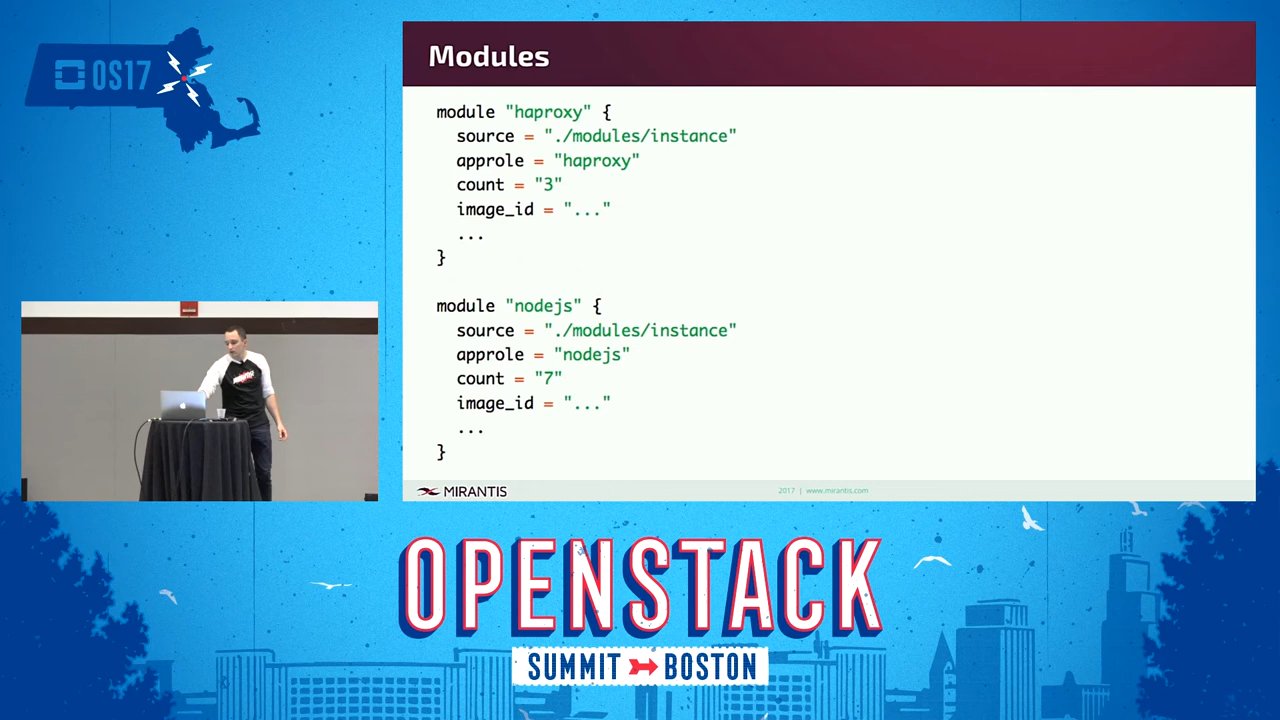 OS17
Modules
module "haproxy" {
  source = "./modules/instance"
  approle = "haproxy"
  count = "3"
  image_id = "..."
  ...
}
module "nodejs" {
  source = "./modules/instance"
  approle = "nodejs"
  count = "7"
  image_id = "..."
  ...
}
MIRANTIS
2017 | www.mirantis.com
OPENSTACK
SUMMIT BOSTON